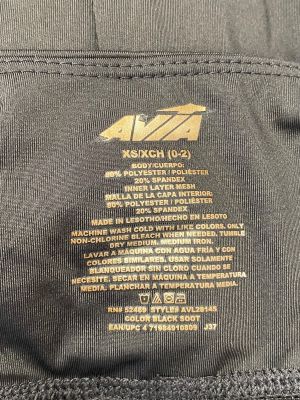 AVIA
XS/XCH (0-2)
BODY/CUERPO:
80% POLYESTER / POLIÉSTER
20% SPANDEX
INNER LAYER MESH
MALLA DE LA CAPA INTERIOR:
80% POLYESTER / POLIÉSTER
20% SPANDEX
MADE IN LESOTHO/HECHO EN LESOTO
MACHINE WASH COLD WITH LIKE COLORS. ONLY
NON-CHLORINE BLEACH WHEN NEEDED. TUMBLE
DRY MEDIUM. MEDIUM IRON.
LAVAR A MÁQUINA CON AGUA FRÍA Y CON
COLORES SIMILARES. USAR SOLAMENTE
BLANQUEADOR SIN CLORO CUANDO SE
NECESITE. SECAR EN MÁQUINA A TEMPERATURA
MEDIA. PLANCHAR A TEMPERATURA MEDIA.
RN# 52469 STYLE# AVL28145
COLOR BLACK SOOT
EAN/UPC 4 71684910809 J37